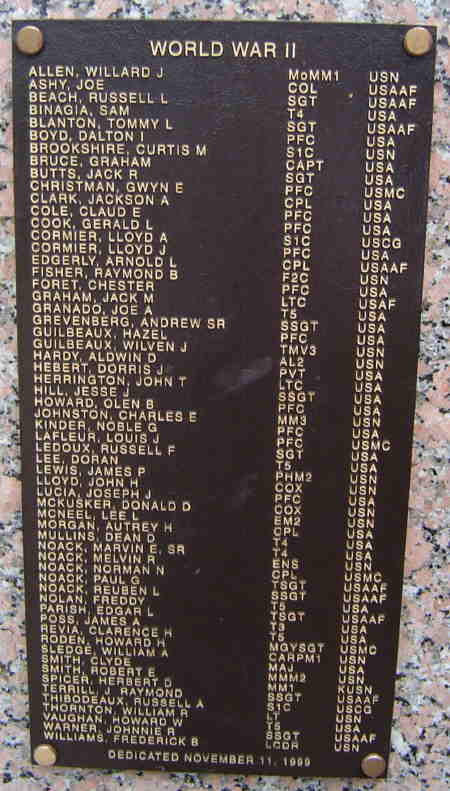 WORLD WAR II
ALLEN, WILLARD J MoMM1 USN
ASHY, JOE COL USAAF
BEACH, RUSSELL L SGT USAAF
BINAGIA, SAM T4 USA
BLANTON, TOMMY L SGT USAAF
BOYD, DALTON I PFC USA
BROOKSHIRE, CURTIS M S1C USN
BRUCE, GRAHAM CAPT USA
BUTTS, JACK R SGT USA
CHRISTMAN, GWYN E PFC USMC
CLARK, JACKSON A CPL USA
COLE, CLAUD E PFC USA
COOK, GERALD L PFC USA
CORMIER, LLOYD A S1C USCG
CORMIER, LLOYD J PFC USA
EDGERLY, ARNOLD L CPL USAAF
FISHER, RAYMOND B F2C USN
FORET, CHESTER PFC USA
GRAHAM, JACK M LTC USAF
GRANADO, JOE A T5 USA
GREVENBERG, ANDREW SR SSGT USA
GUILBEAUX, HAZEL PFC USA
GUILBEAUX, WILVEN J TMV3 USN
HARDY, ALDWIN D AL2 USN
HEBERT, DORRIS J PVT USA
HERRINGTON, JOHN T LTC USA
HILL, JESSE J SSGT USA
HOWARD, OLEN B PFC USA
JOHNSTON, CHARLES E MM3 USN
KINDER, NOBLE G PFC USA
LAFLEUR, LOUIS J PFC USMC
LEDOUX, RUSSELL F SGT USA
LEE, DORAN T5 USA
LEWIS, JAMES P PHM2 USN
LLOYD, JOHN H COX USN
LUCIA, JOSEPH J PFC USA
MCKUSKER, DONALD D COX USN
MCNEEL, LEE L EM2 USN
MORGAN, AUTREY H CPL USA
MULLINS, DEAN D T4 USA
NOACK, MARVIN E. SR T4 USA
NOACK, MELVIN R ENS USN
NOACK, NORMAN N CPL USMC
NOACK, PAUL G TSGT USAAF
NOACK, REUBEN L SSGT USAAF
NOLAN, FREDDY T5 USA
PARISH, EDGAR L TSGT USAAF
POSS, JAMES A T3 USA
REVIA, CLARENCE H T5 USA
RODEN, HOWARD H MGYSGT USMC
SLEDGE, WILLIAM A CARPM1 USN
SMITH, CLYDE MAJ USA
SMITH, ROBERT E MMM2 USN
SPICER, HERBERT D MM1 KUSN
TERRILL, J. RAYMOND SSGT USAAF
THIBODEAUX, RUSSELL A S1C USCG
THORNTON, WILLIAM R LT USN
VAUGHAN, HOWARD W T5 USA
WARNER, JOHNNIE R SSGT USAAF
WILLIAMS, FREDERICK B LCDR USN
DEDICATED NOVEMBER 11, 1999